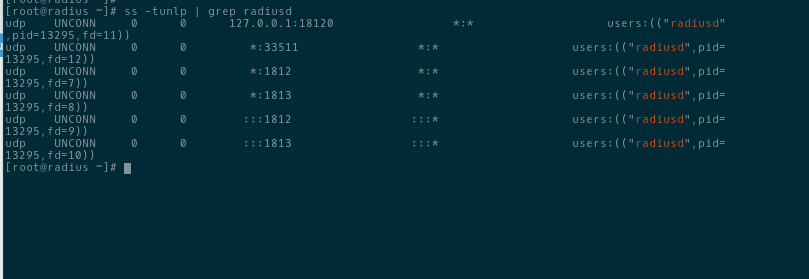 [root@radius ~]# ss -tunlp | grep radiusd
udp UNCONN 0 0 127.0.0.1:18120 *:* users:(("radiusd"
,pid=13295,fd=11))
udp UNCONN 0 0 *:33511 *:* users:(("radiusd",pid=
13295,fd=12))
udp UNCONN 0 0 *:1812 *:* users:(("radiusd",pid=
13295,fd=7))
udp UNCONN 0 0 *:1813 *:* users:(("radiusd",pid=
13295,fd=8))
udp UNCONN 0 0 :::1812 :::* users:(("radiusd",pid=
13295,fd=9))
udp UNCONN 0 0 :::1813 :::* users:(("radiusd",pid=
13295,fd=10))
[root@radius ~]#